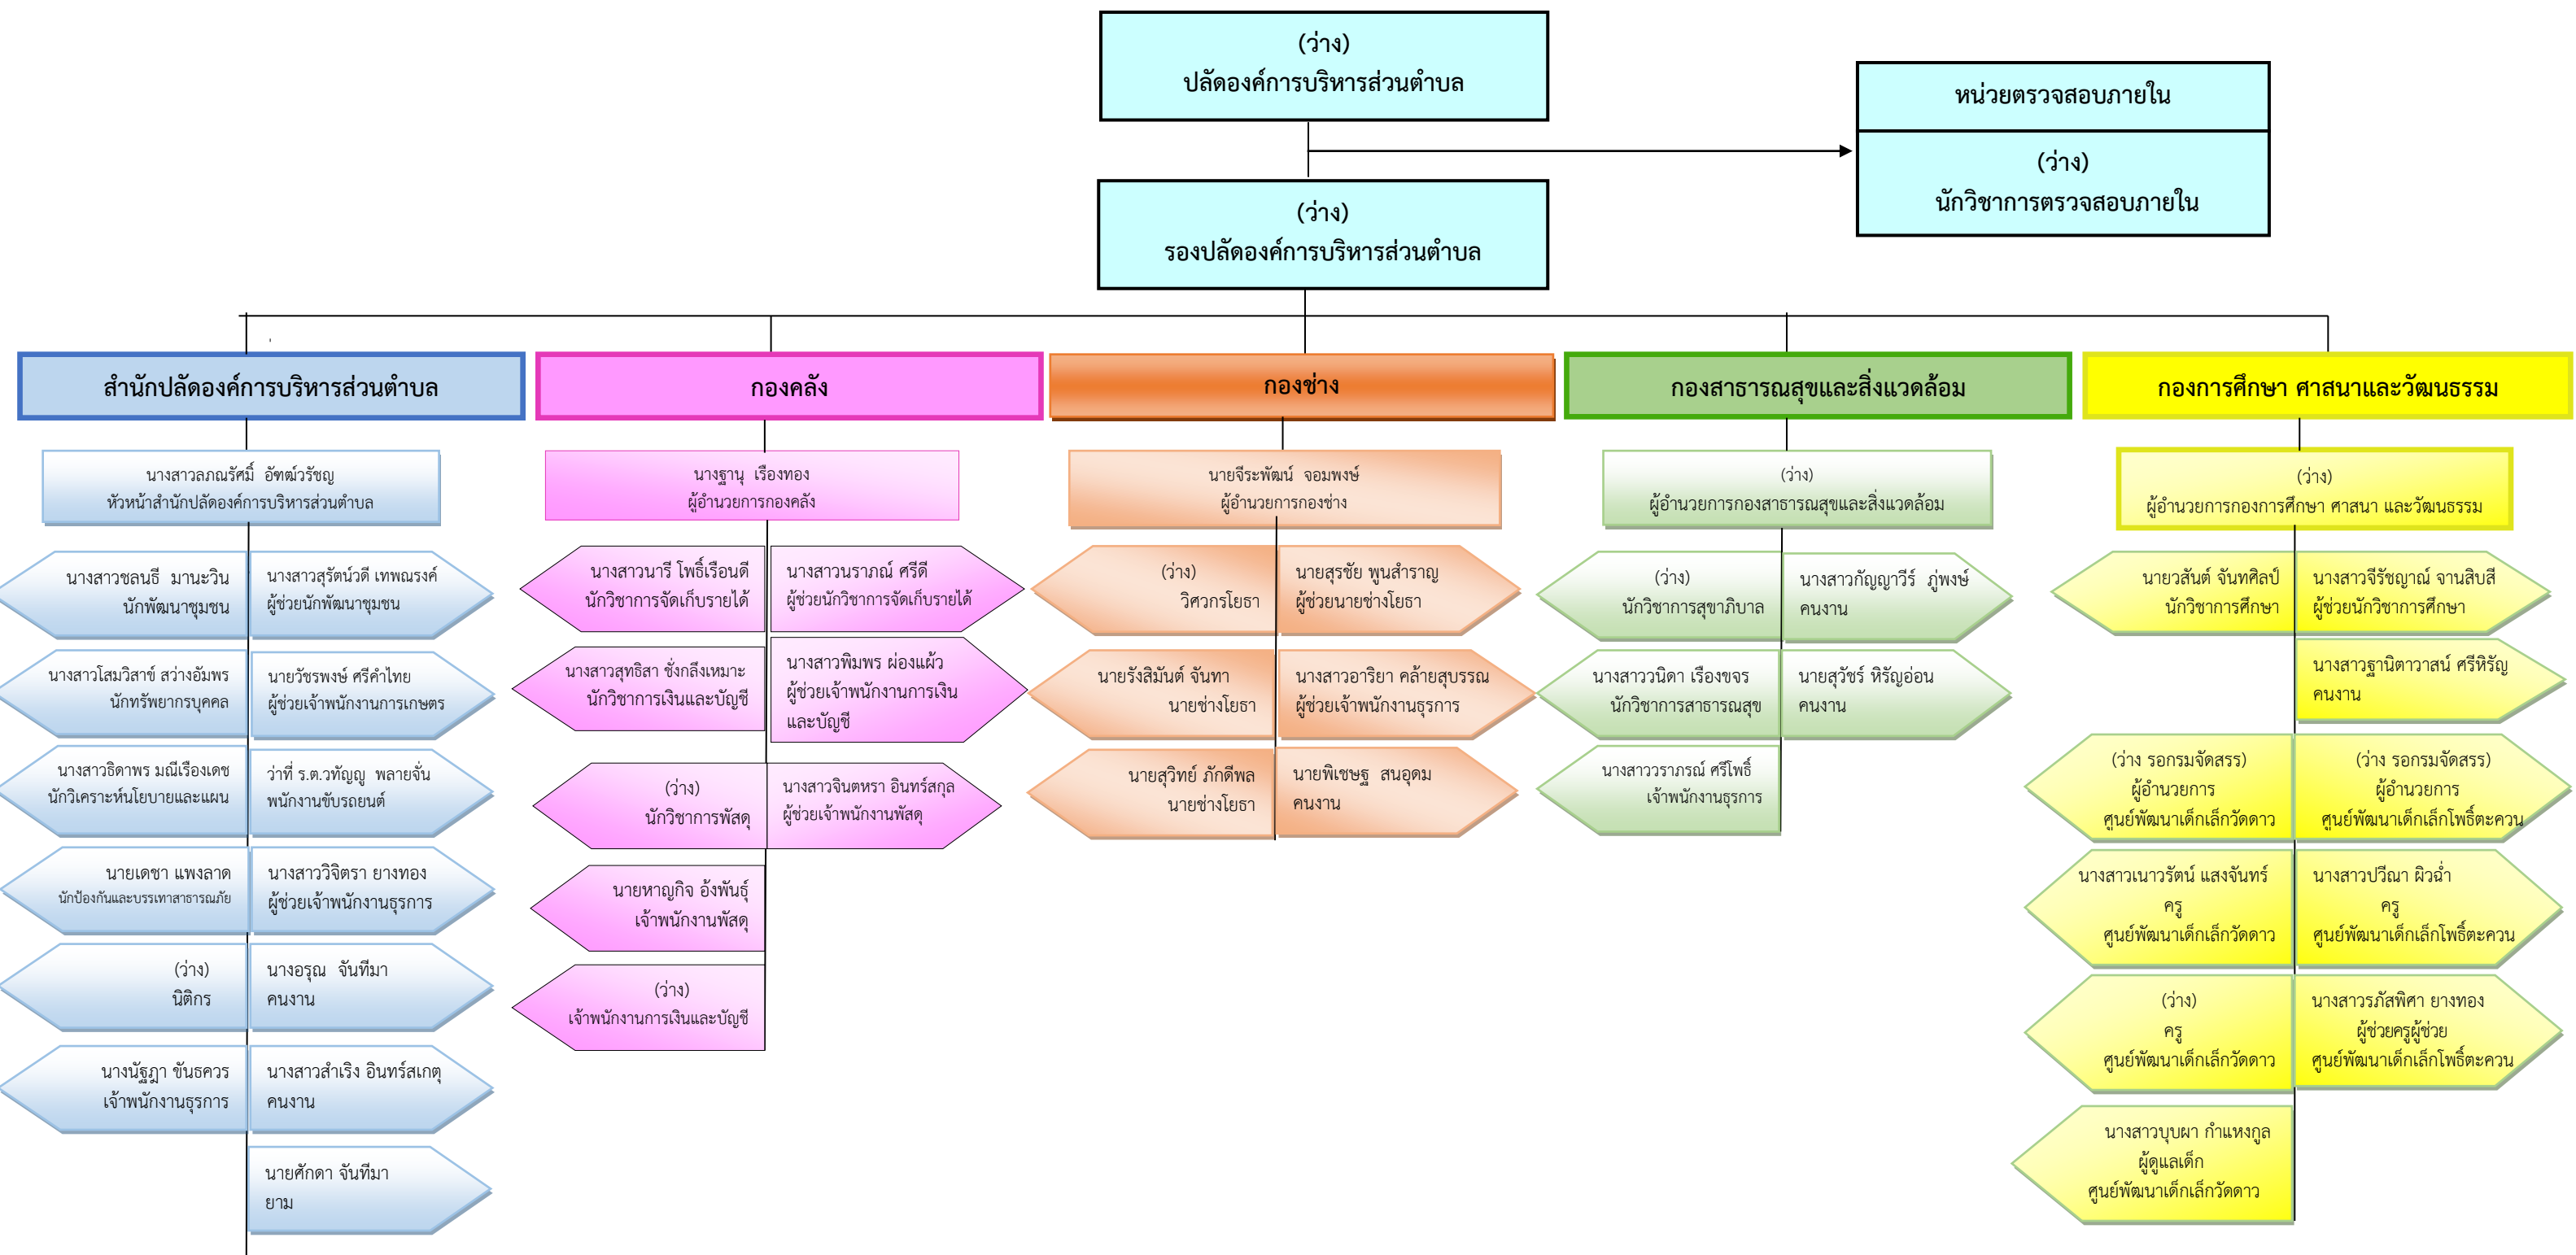 (ว่าง)
ปลัดองค์การบริหารส่วนตำบล
หน่วยตรวจสอบภายใน
(ว่าง)
นักวิชาการตรวจสอบภายใน
(ว่าง)
รองปลัดองค์การบริหารส่วนตำบล
สำนักปลัดองค์การบริหารส่วนตำบล
นางสาวลภณรัศมิ์ อัฑฒ์วรัชญ
หัวหน้าสำนักปลัดองค์การบริหารส่วนตำบล
นางสาวชลนธี มานะวิน
นักพัฒนาชุมชน
นางสาวสุรัตน์วดี เทพณรงค์
ผู้ช่วยนักพัฒนาชุมชน
นางสาวโสมวิสาข์ สว่างอัมพร
นักทรัพยากรบุคคล
นายวัชรพงษ์ ศรีคำไทย
ผู้ช่วยเจ้าพนักงานการเกษตร
นางสาวธิดาพร มณีเรืองเดช
นักวิเคราะห์นโยบายและแผน
ว่าที่ ร.ต.วทัญญู พลายจั่น
พนักงานขับรถยนต์
นายเดชา แพงลาด
นักป้องกันและบรรเทาสาธารณภัย
นางสาววิจิตรา ยางทอง
ผู้ช่วยเจ้าพนักงานธุรการ
(ว่าง)
นิติกร
นางอรุณ จันทีมา
คนงาน
นางนัฐฎา ขันธควร
เจ้าพนักงานธุรการ
นางสาวสำเริง อินทร์สเกตุ
คนงาน
นายศักดา จันทีมา
ยาม
กองคลัง
นางฐานุ เรืองทอง
ผู้อำนวยการกองคลัง
นางสาวนารี โพธิ์เรือนดี
นักวิชาการจัดเก็บรายได้
นางสาวนราภณ์ ศรีดี
ผู้ช่วยนักวิชาการจัดเก็บรายได้
นางสาวสุทธิสา ชั่งกลึงเหมาะ
นักวิชาการเงินและบัญชี
นางสาวพิมพร ผ่องแผ้ว
ผู้ช่วยเจ้าพนักงานการเงิน
และบัญชี
(ว่าง)
นักวิชาการพัสดุ
นางสาวจินตหรา อินทร์สกุล
ผู้ช่วยเจ้าพนักงานพัสดุ
นายหาญกิจ อ้งพันธุ์
เจ้าพนักงานพัสดุ
(ว่าง)
เจ้าพนักงานการเงินและบัญชี
กองช่าง
นายจีระพัฒน์ จอมพงษ์
ผู้อำนวยการกองช่าง
(ว่าง)
วิศวกรโยธา
นายสุรชัย พูนสำราญ
ผู้ช่วยนายช่างโยธา
นายรังสิมันต์ จันทา
นายช่างโยธา
นางสาวอาริยา คล้ายสุบรรณ
ผู้ช่วยเจ้าพนักงานธุรการ
นายสุวิทย์ ภักดีพล
นายช่างโยธา
นายพิเชษฐ สนอุดม
คนงาน
กองสาธารณสุขและสิ่งแวดล้อม
(ว่าง)
ผู้อำนวยการกองสาธารณสุขและสิ่งแวดล้อม
(ว่าง)
นักวิชาการสุขาภิบาล
นางสาวกัญญาวีร์ ภู่พงษ์
คนงาน
นางสาววนิดา เรืองขจร
นักวิชาการสาธารณสุข
นายสุวัชร์ หิรัญอ่อน
คนงาน
นางสาววราภรณ์ ศรีโพธิ์
เจ้าพนักงานธุรการ
กองการศึกษา ศาสนาและวัฒนธรรม
(ว่าง)
ผู้อำนวยการกองการศึกษา ศาสนา และวัฒนธรรม
นายวสันต์ จันทศิลป์
นักวิชาการศึกษา
นางสาวจีรัชญาณ์ จานสิบสี
ผู้ช่วยนักวิชาการศึกษา
นางสาวฐานิตาวาสน์ ศรีหิรัญ
คนงาน
(ว่าง รอกรมจัดสรร)
ผู้อำนวยการ
ศูนย์พัฒนาเด็กเล็กวัดดาว
(ว่าง รอกรมจัดสรร)
ผู้อำนวยการ
ศูนย์พัฒนาเด็กเล็กโพธิ์ตะควน
นางสาวเนาวรัตน์ แสงจันทร์
ครู
ศูนย์พัฒนาเด็กเล็กวัดดาว
นางสาวปวีณา ผิวฉ่ำ
ครู
ศูนย์พัฒนาเด็กเล็กโพธิ์ตะควน
(ว่าง)
ครู
ศูนย์พัฒนาเด็กเล็กวัดดาว
นางสาวรภัสพิศา ยางทอง
ผู้ช่วยครูผู้ช่วย
ศูนย์พัฒนาเด็กเล็กโพธิ์ตะควน
นางสาวบุบผา กำแหงกูล
ผู้ดูแลเด็ก
ศูนย์พัฒนาเด็กเล็กวัดดาว